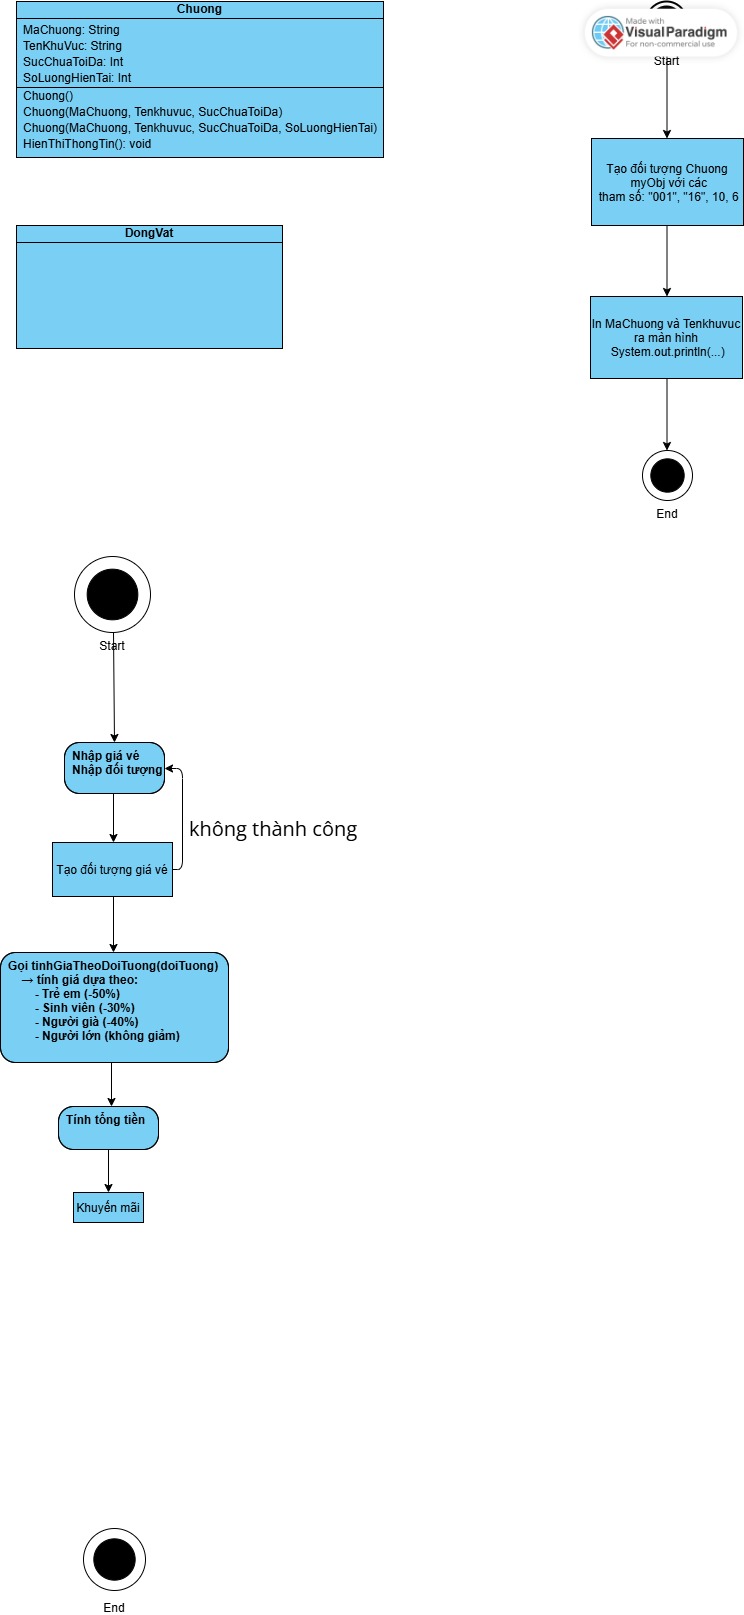 Chuong
MaChuong: String
TenKhuVuc: String
SucChuaToiDa: Int
SoLuongHienTai: Int
Chuong()
Chuong(MaChuong, Tenkhuvuc, SucChuaToiDa)
Chuong(MaChuong, Tenkhuvuc, SucChuaToiDa, SoLuongHienTai)
HienThiThongTin(): void
DongVat
Made with
VisualParadigm
For non-commercial use
Start
Tạo đối tượng Chuong
myObj với các
tham số: "001", "16", 10, 6
In MaChuong và Tenkhuvuc
ra màn hình
System.out.println(...)
End
Start
Nhập giá vé
Nhập đối tượng
không thành công
Tạo đối tượng giá vé
Gọi tinhGiaTheoDoiTuong(doiTuong)
→ tính giá dựa theo:
- Trẻ em (-50%)
- Sinh viên (-30%)
- Người già (-40%)
- Người lớn (không giảm)
Tính tổng tiền
Khuyến mãi
End